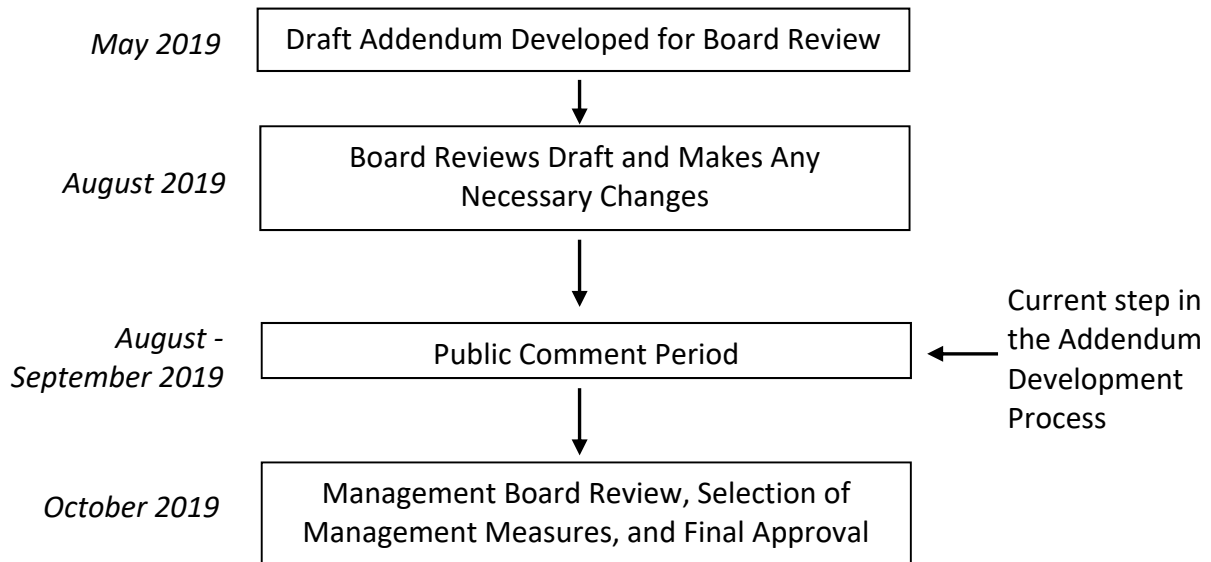 May 2019
Draft Addendum Developed for Board Review
August 2019
Board Reviews Draft and Makes Any
Necessary Changes
August -
September 2019
Public Comment Period
Current step in
the Addendum
Development
Process
October 2019
Management Board Review, Selection of
Management Measures, and Final Approval